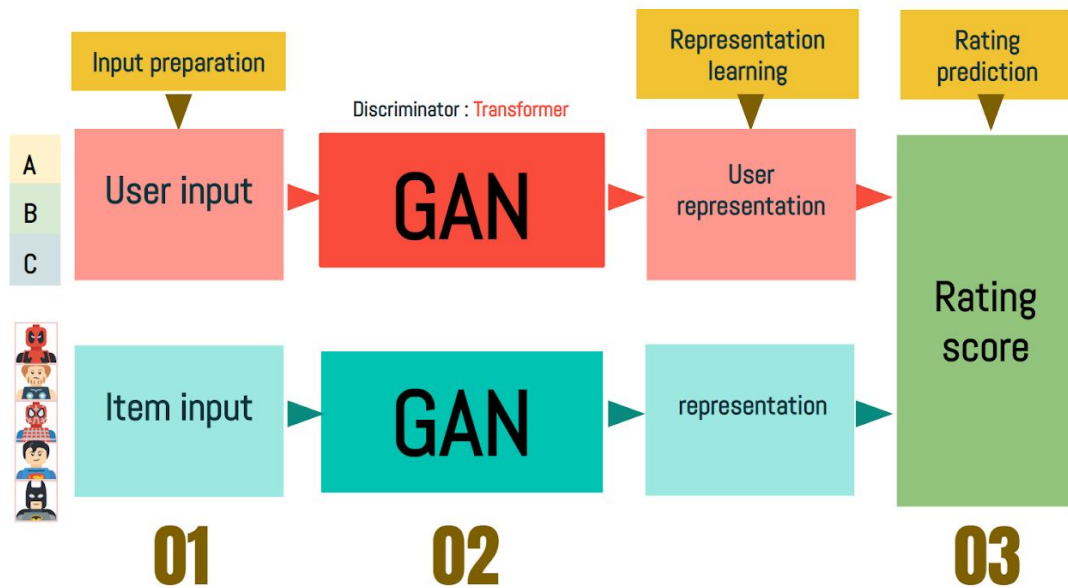 Input preparation
Representation
learning
Rating
prediction
Discriminator : Transformer
A
B
C
User input
GAN
User
representation
Rating
score
Item input
GAN
representation
01
02
03